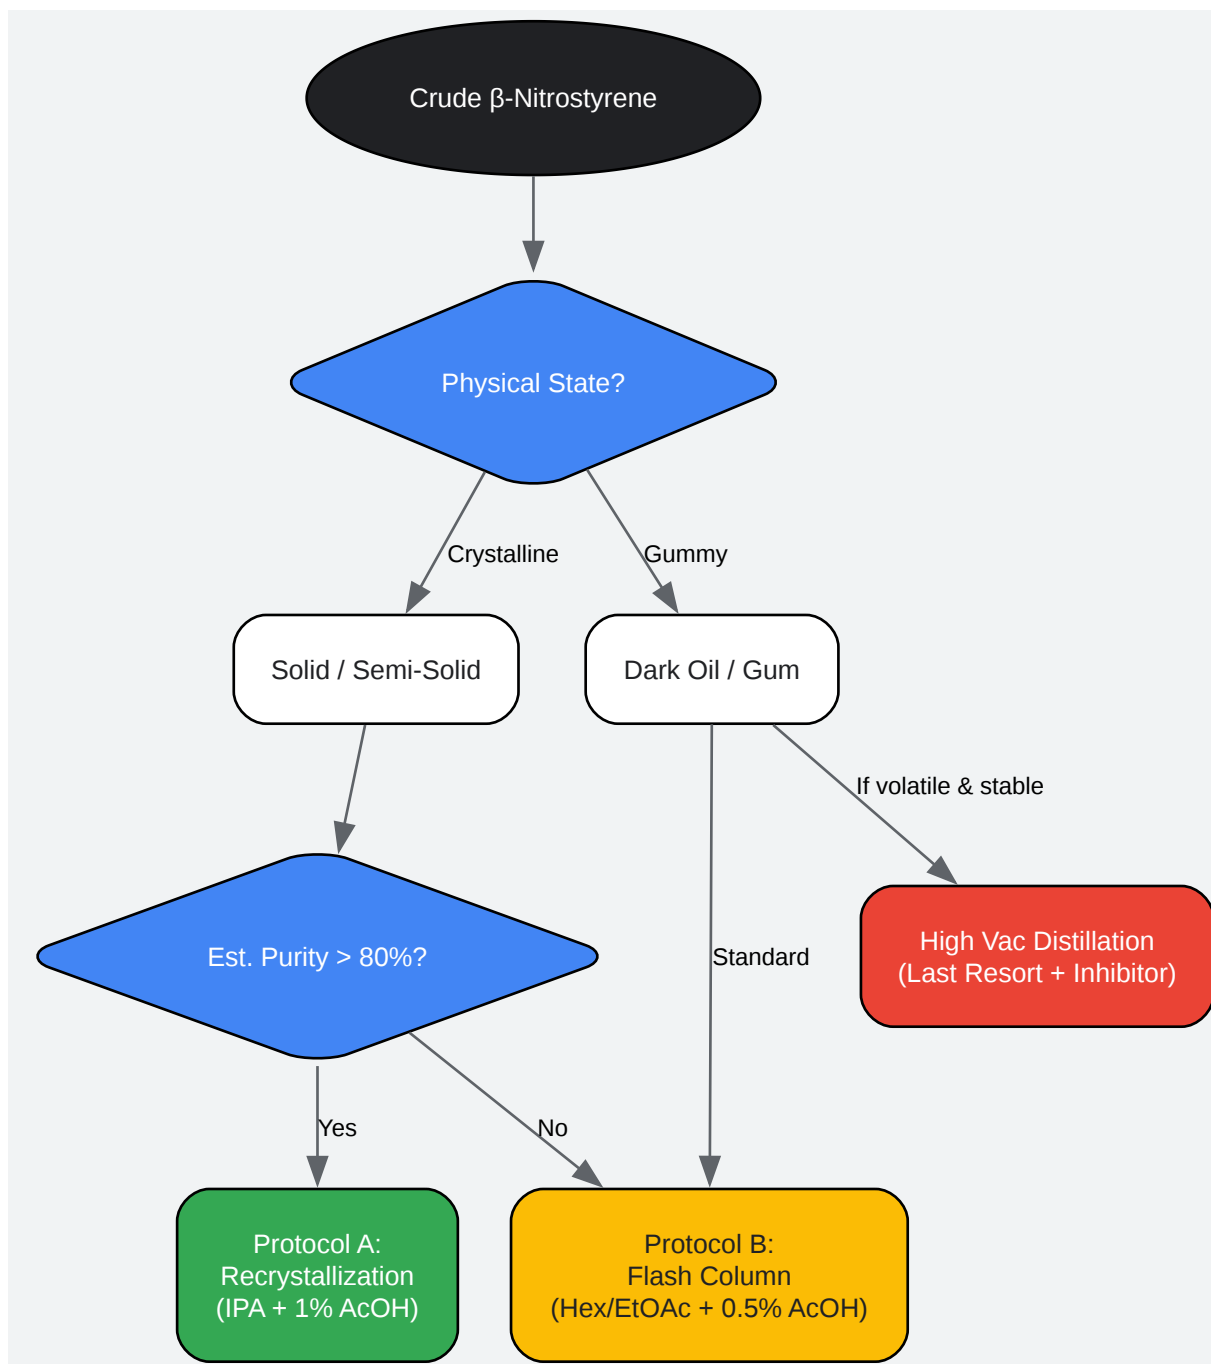 Crude β-Nitrostyrene
Physical State?
Crystalline
Gummy
Solid / Semi-Solid
Dark Oil / Gum
If volatile & stable
High Vac Distillation
(Last Resort + Inhibitor)
Est. Purity > 80%?
Standard
Yes
No
Protocol A:
Recrystallization
(IPA + 1% AcOH)
Protocol B:
Flash Column
(Hex/EtOAc + 0.5% AcOH)